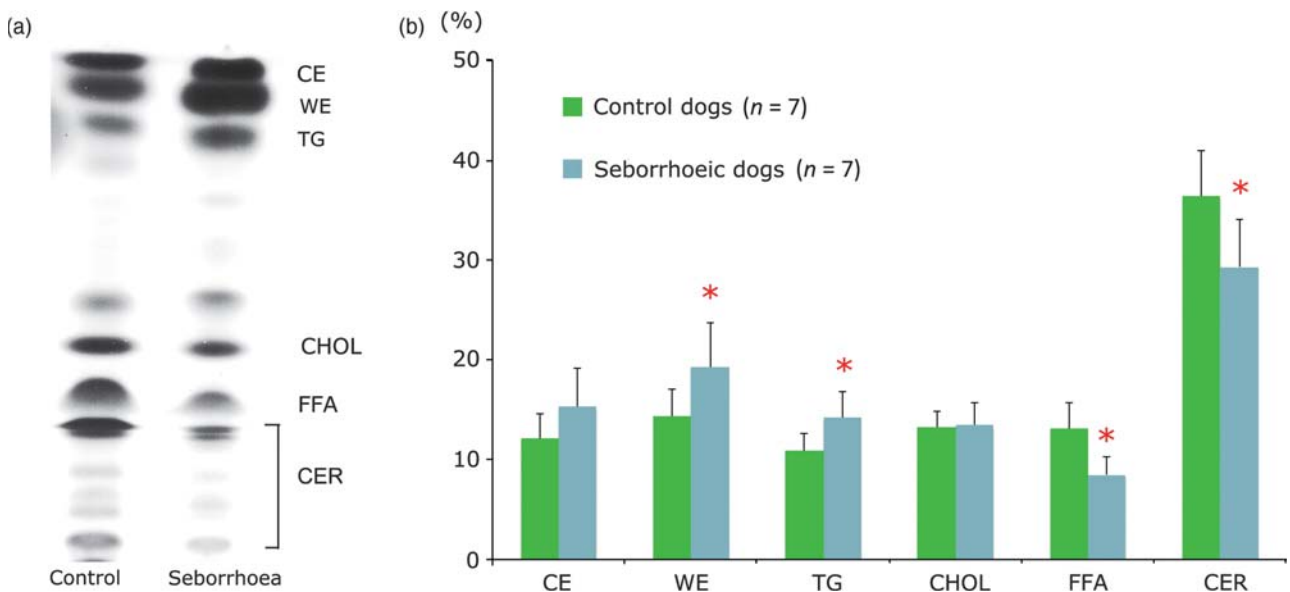 (a)
CE
WE
TG
CHOL
FFA
CER
Control Seborrhoea
(b) (%)
50
40
30
20
10
0
Control dogs (n = 7)
Seborrhoeic dogs (n = 7)
*
*
*
*
CE WE TG CHOL FFA CER